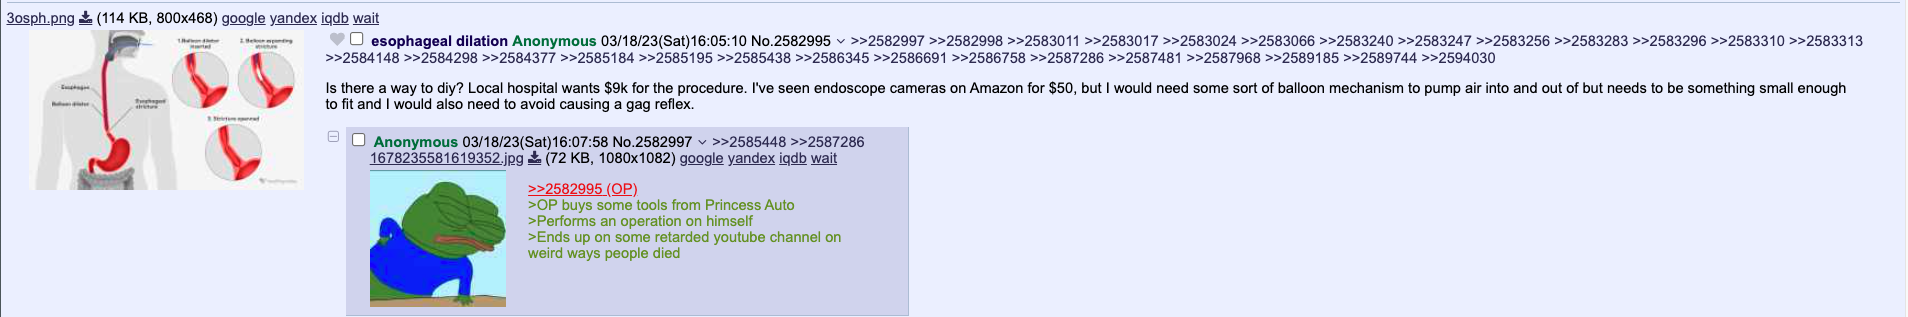 3osph.png (114 KB, 800x468) google yandex iqdb wait
1.Balloon dilator
inserted
2. Balloon expanding
stricture
Esophagus
Balloon dilator
Esophageal
stricture
3. Stricture opened
esophageal dilation Anonymous 03/18/23(Sat)16:05:10 No.2582995 >>2582997 >>2582998 >>2583011 >>2583017 >>2583024 >>2583066 >>2583240 >>2583247 >>2583256 >>2583283 >>2583296 >>2583310 >>2583313
>>2584148 >>2584298 >>2584377 >>2585184 >>2585195 >>2585438 >>2586345 >>2586691 >>2586758 >>2587286 >>2587481 >>2587968 >>2589185 >>2589744 >>2594030
Is there a way to diy? Local hospital wants $9k for the procedure. I've seen endoscope cameras on Amazon for $50, but I would need some sort of balloon mechanism to pump air into and out of but needs to be something small enough
to fit and I would also need to avoid causing a gag reflex.
Anonymous 03/18/23(Sat)16:07:58 No.2582997 >>2585448 >>2587286
1678235581619352.jpg (72 KB, 1080x1082) google yandex iqdb wait
>>2582995 (OP)
>OP buys some tools from Princess Auto
>Performs an operation on himself
>Ends up on some retarded youtube channel on
weird ways people died